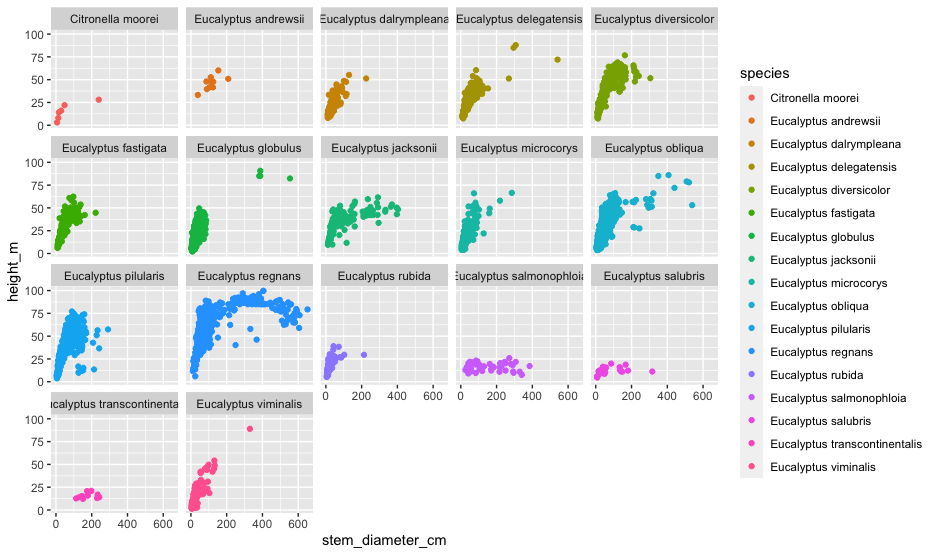 Citronella moorei
Eucalyptus andrewsii
Eucalyptus dalrympleana
Eucalyptus delegatensis
Eucalyptus diversicolor
100
75
50
25
0
Eucalyptus fastigata
Eucalyptus globulus
Eucalyptus jacksonii
Eucalyptus microcorys
Eucalyptus obliqua
100
75
50
25
0
Eucalyptus pilularis
Eucalyptus regnans
Eucalyptus rubida
Eucalyptus salmonophloia
Eucalyptus salubris
100
75
50
25
0
0 200 400 600
0 200 400 600
0 200 400 600
calyptus transcontinenta
Eucalyptus viminalis
100
75
50
25
0
0 200 400 600
0 200 400 600
height_m
stem_diameter_cm
species
Citronella moorei
Eucalyptus andrewsii
Eucalyptus dalrympleana
Eucalyptus delegatensis
Eucalyptus diversicolor
Eucalyptus fastigata
Eucalyptus globulus
Eucalyptus jacksonii
Eucalyptus microcorys
Eucalyptus obliqua
Eucalyptus pilularis
Eucalyptus regnans
Eucalyptus rubida
Eucalyptus salmonophloia
Eucalyptus salubris
Eucalyptus transcontinentalis
Eucalyptus viminalis